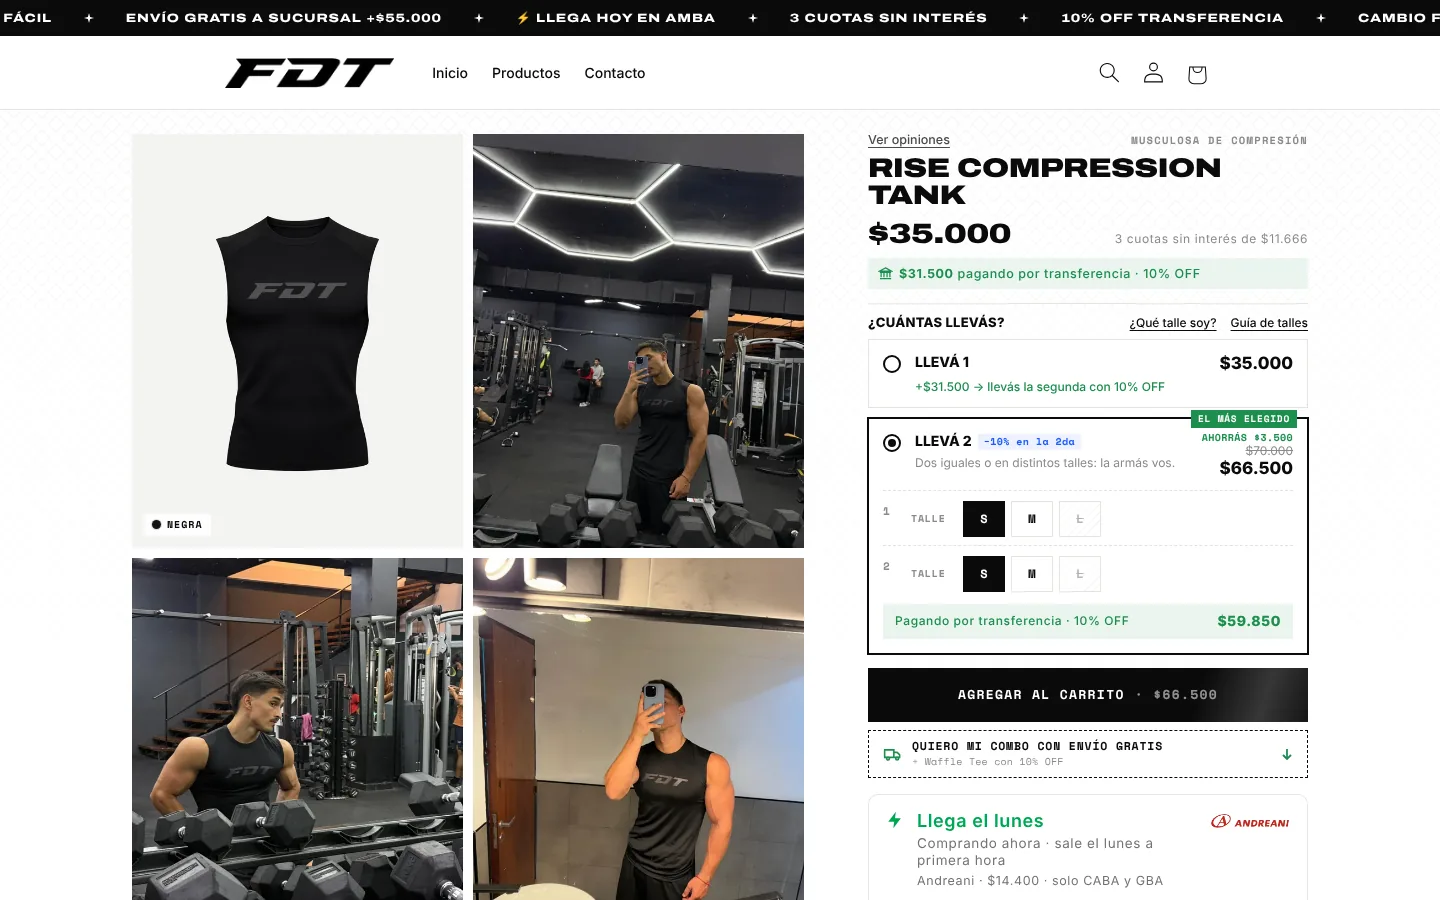 FÁCIL + ENVÍO GRATIS A SUCURSAL +$55.000 + ⚡ LLEGA HOY EN AMBA + 3 CUOTAS SIN INTERÉS + 10% OFF TRANSFERENCIA + CAMBIO F
FDT
Inicio
Productos
Contacto
FDT
NEGRA
FDT
FDT
FDT
Ver opiniones
MUSCULOSA DE COMPRESIÓN
RISE COMPRESSION
TANK
$35.000
3 cuotas sin interés de $11.666
$31.500 pagando por transferencia · 10% OFF
¿CUÁNTAS LLEVÁS?
¿Qué talle soy?
Guía de talles
LLEVÁ 1
$35.000
+$31.500 → llevás la segunda con 10% OFF
EL MÁS ELEGIDO
LLEVÁ 2
-10% en la 2da
AHORRÁS $3.500
$70.000
$66.500
Dos iguales o en distintos talles: la armás vos.
1 TALLE S M L
2 TALLE S M L
Pagando por transferencia · 10% OFF
$59.850
AGREGAR AL CARRITO · $66.500
QUIERO MI COMBO CON ENVÍO GRATIS
+ Waffle Tee con 10% OFF
Llega el lunes
ANDREANI
Comprando ahora · sale el lunes a
primera hora
Andreani · $14.400 · solo CABA y GBA